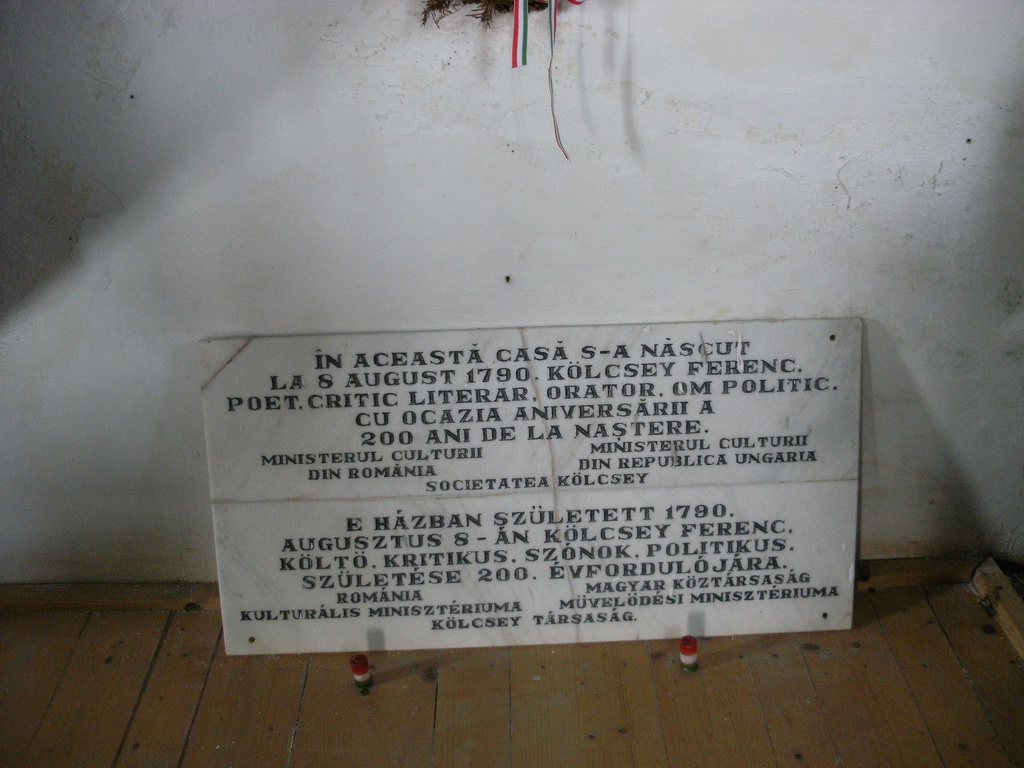 ÎN ACEASTĂ CASĂ S-A NĂSCUT
LA 8 AUGUST 1790. KÖLCSEY FERENC.
POET. CRITIC LITERAR. ORATOR. OM POLITIC.
CU OCAZIA ANIVERSĂRII A
200 ANI DE LA NAȘTERE.
MINISTERUL CULTURII
DIN ROMÂNIA
MINISTERUL CULTURII
DIN REPUBLICA UNGARIA
SOCIETATEA KÖLCSEY
E HÁZBAN SZÜLETETT 1790.
AUGUSZTUS 8-ÁN KÖLCSEY FERENC.
KÖLTÖ. KRITIKUS. SZÓNOK. POLITIKUS.
SZÜLETÉSE 200. ÉVFORDULÓJÁRA.
ROMÁNIA
KULTURÁLIS MINISZTÉRIUMA
MAGYAR KÖZTÁRSASÁG
MÜVELÖDÉSI MINISZTÉRIUMA
KÖLCSEY TÁRSASÁG.